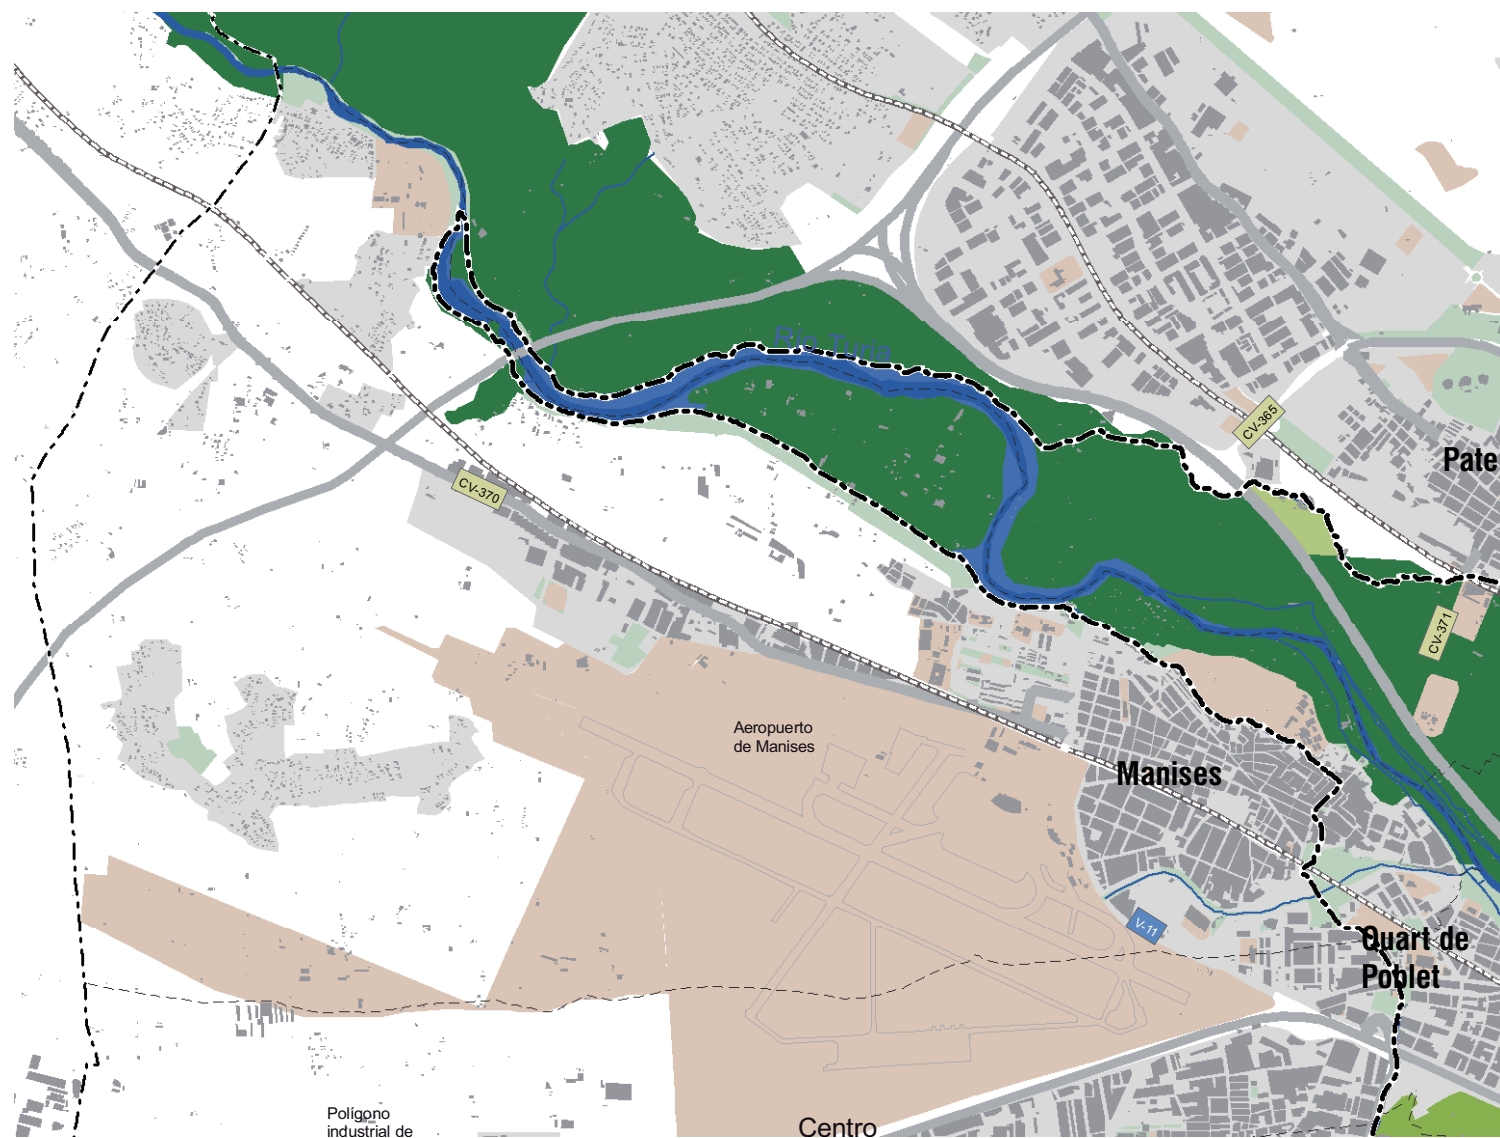 Río Turia
CV-365
Pate
CV-370
CV-371
Aeropuerto
de Manises
Manises
V-11
Quart de
Poblet
Polígono
industrial de
Centro